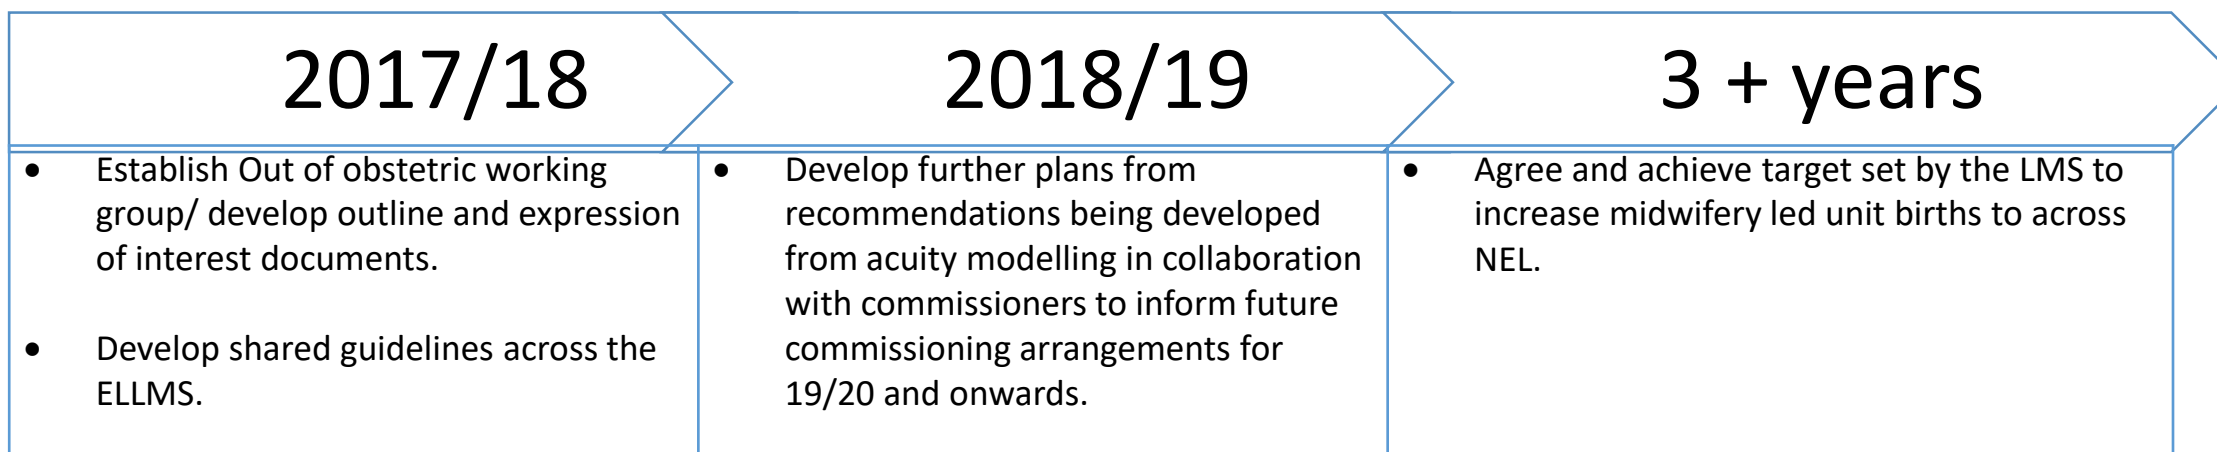 2017/18
2018/19
3 + years
• Establish Out of obstetric working
group/ develop outline and expression
of interest documents.
• Develop shared guidelines across the
ELLMS.
• Develop further plans from
recommendations being developed
from acuity modelling in collaboration
with commissioners to inform future
commissioning arrangements for
19/20 and onwards.
• Agree and achieve target set by the LMS to
increase midwifery led unit births to across
NEL.